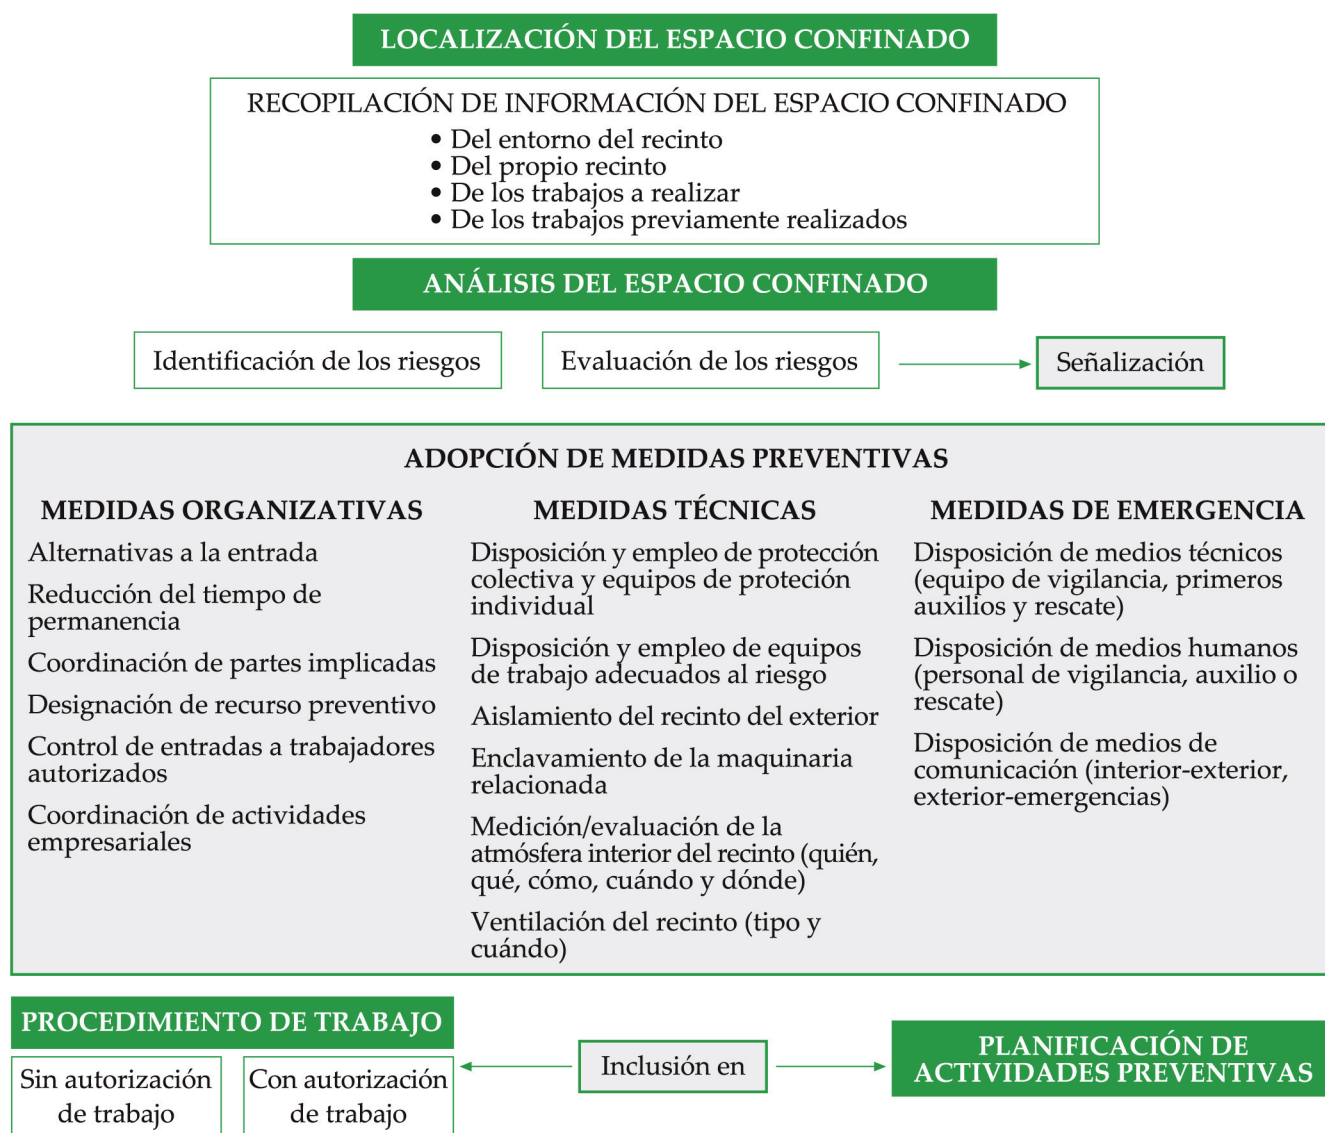 LOCALIZACIÓN DEL ESPACIO CONFINADO
RECOPILACIÓN DE INFORMACIÓN DEL ESPACIO CONFINADO
• Del entorno del recinto
• Del propio recinto
• De los trabajos a realizar
• De los trabajos previamente realizados
ANÁLISIS DEL ESPACIO CONFINADO
Identificación de los riesgos
Evaluación de los riesgos
Señalización
ADOPCIÓN DE MEDIDAS PREVENTIVAS
MEDIDAS ORGANIZATIVAS
Alternativas a la entrada
Reducción del tiempo de
permanencia
Coordinación de partes implicadas
Designación de recurso preventivo
Control de entradas a trabajadores
autorizados
Coordinación de actividades
empresariales
MEDIDAS TÉCNICAS
Disposición y empleo de protección
colectiva y equipos de proteción
individual
Disposición y empleo de equipos
de trabajo adecuados al riesgo
Aislamiento del recinto del exterior
Enclavamiento de la maquinaria
relacionada
Medición/evaluación de la
atmósfera interior del recinto (quién,
qué, cómo, cuándo y dónde)
Ventilación del recinto (tipo y
cuándo)
MEDIDAS DE EMERGENCIA
Disposición de medios técnicos
(equipo de vigilancia, primeros
auxilios y rescate)
Disposición de medios humanos
(personal de vigilancia, auxilio o
rescate)
Disposición de medios de
comunicación (interior-exterior,
exterior-emergencias)
PROCEDIMIENTO DE TRABAJO
Sin autorización
de trabajo
Con autorización
de trabajo
Inclusión en
PLANIFICACIÓN DE
ACTIVIDADES PREVENTIVAS